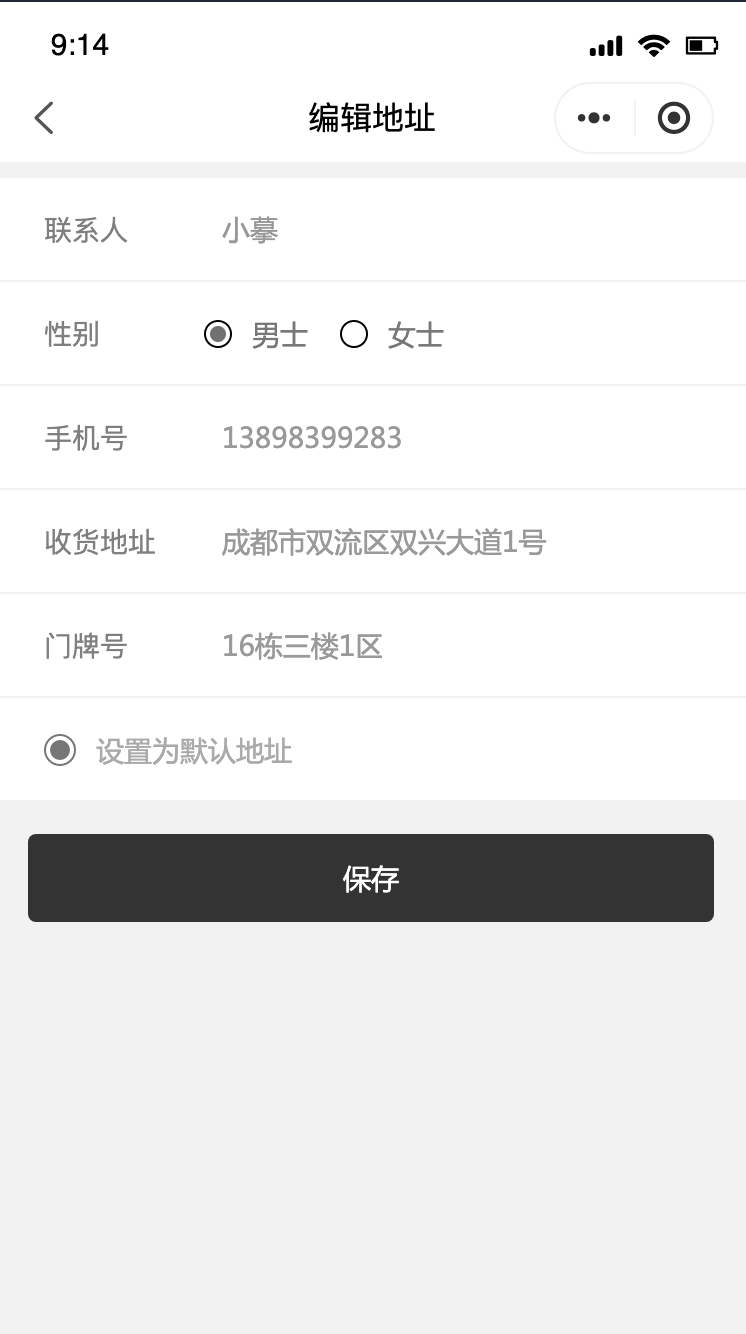 9:14
编辑地址
联系人 小摹
性别 男士 女士
手机号 13898399283
收货地址 成都市双流区双兴大道1号
门牌号 16栋三楼1区
设置为默认地址
保存